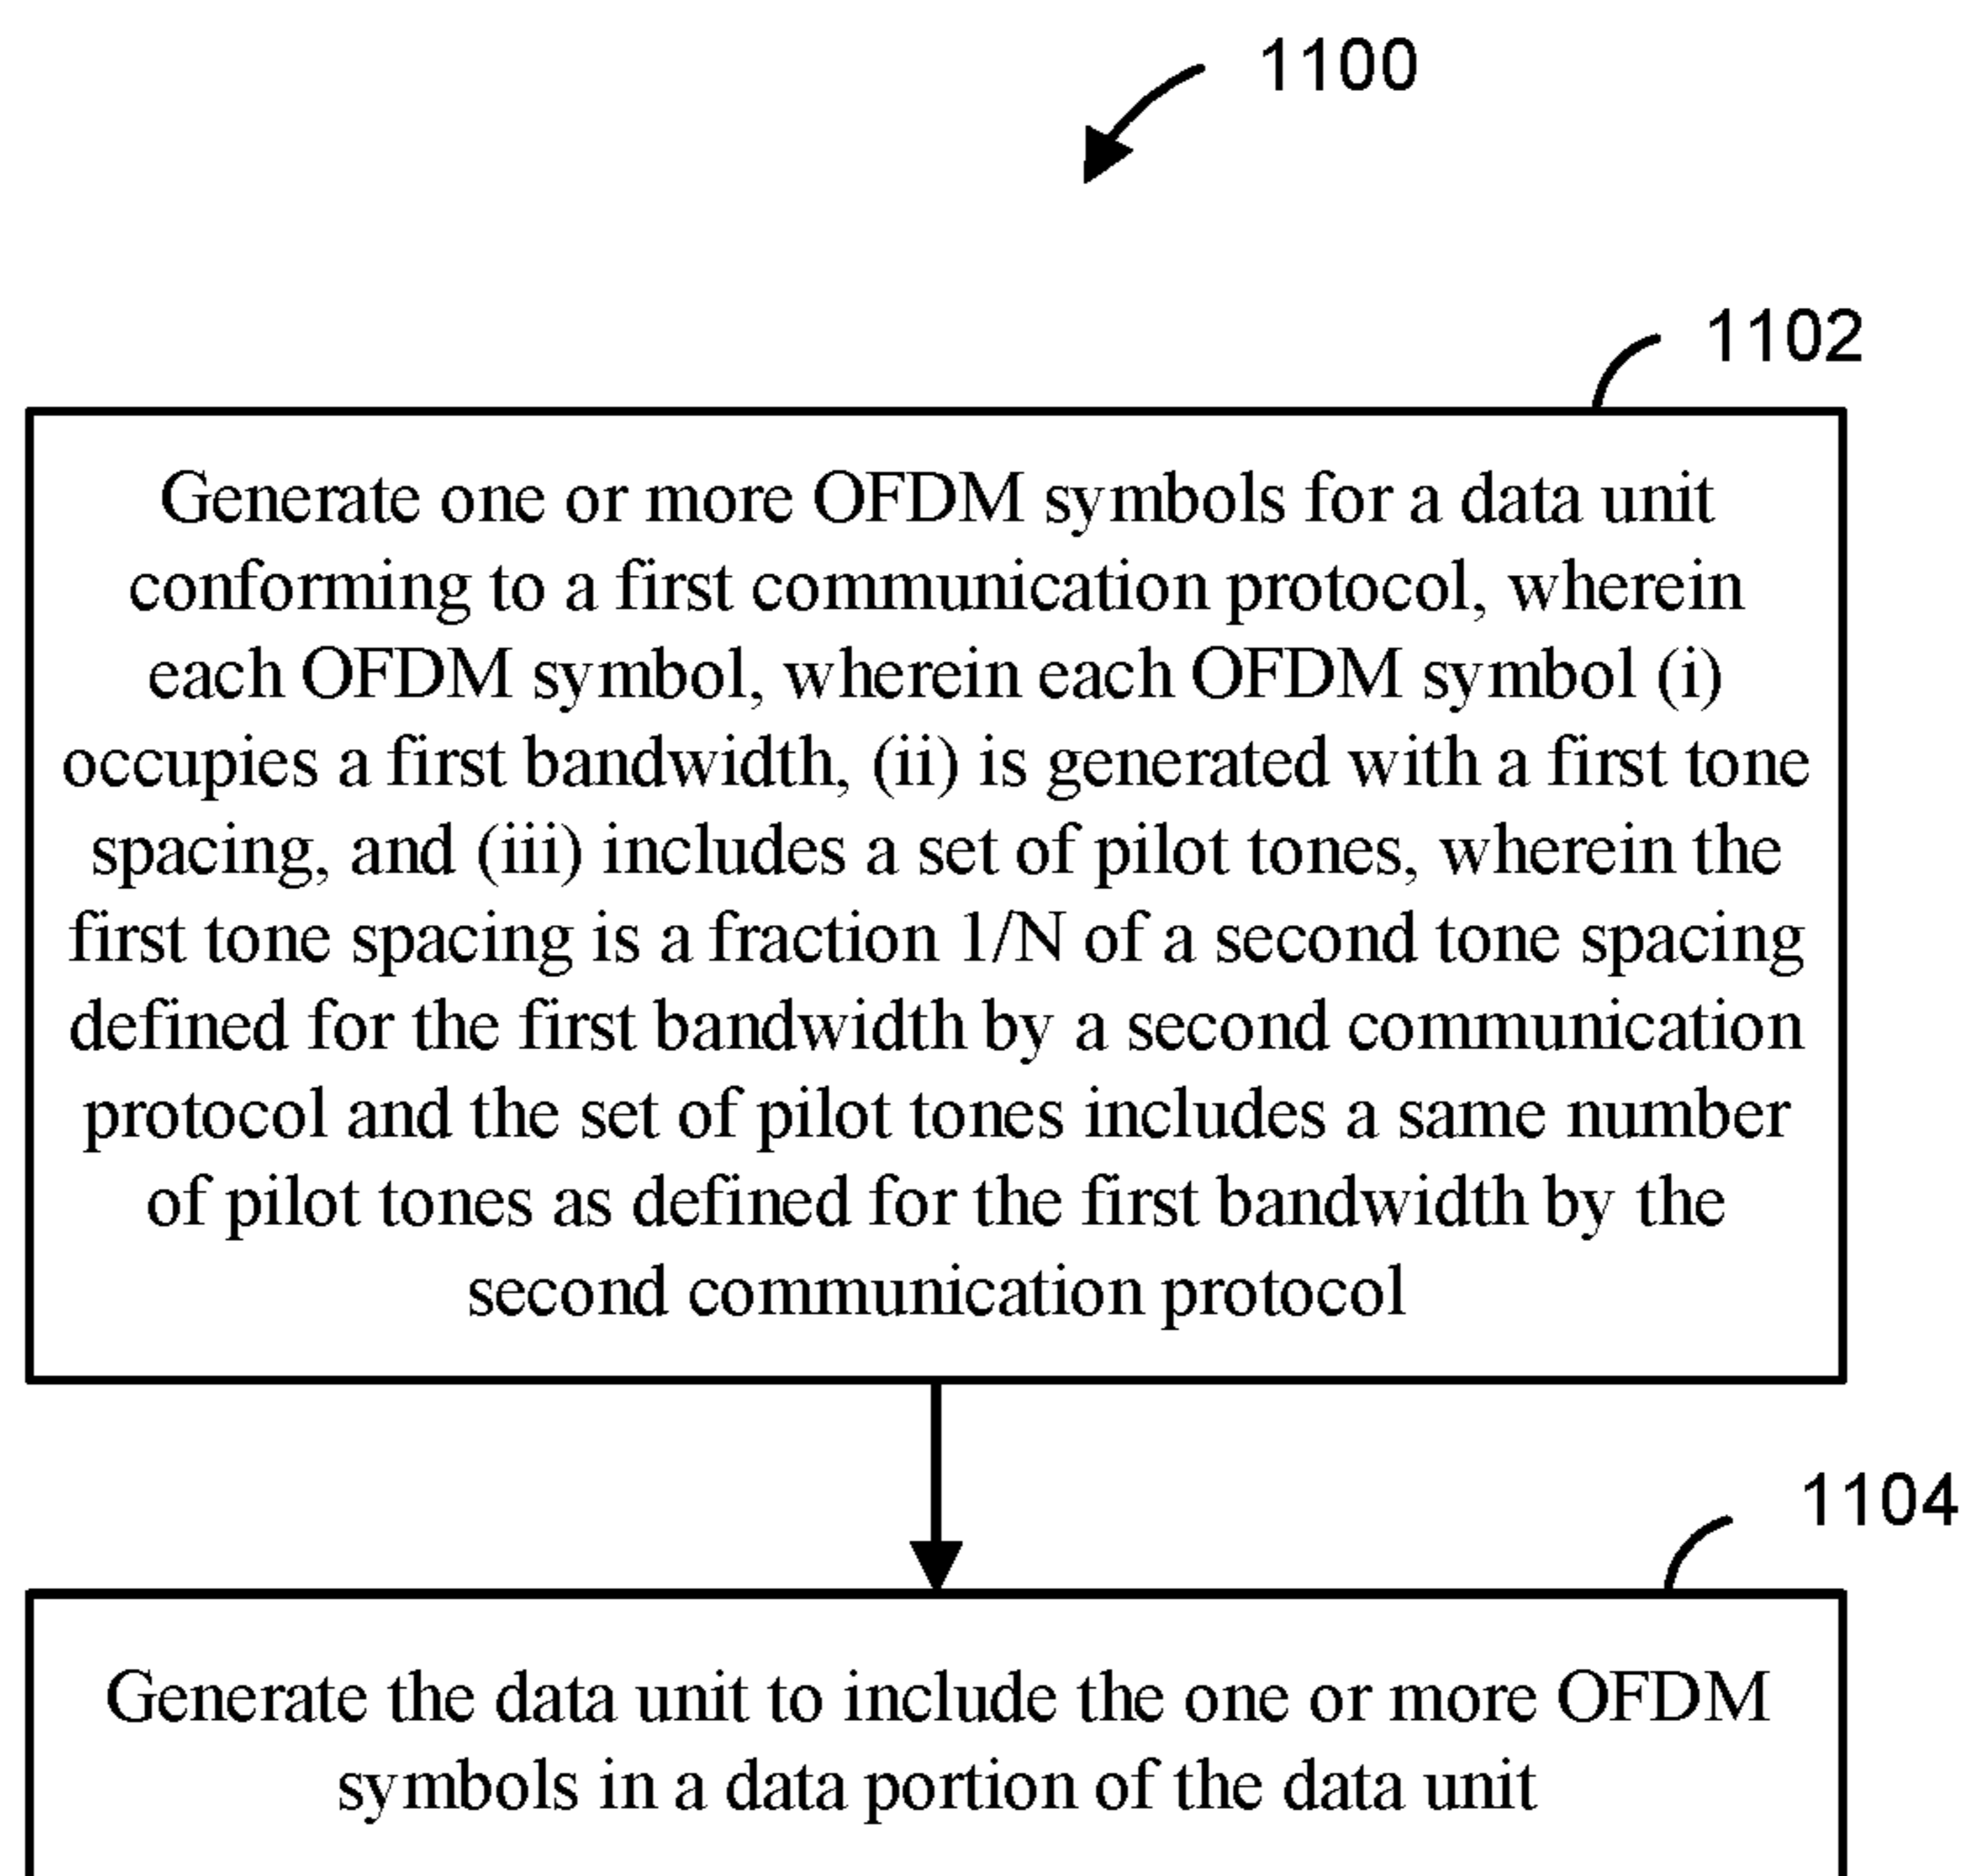 1100
1102
Generate one or more OFDM symbols for a data unit
conforming to a first communication protocol, wherein
each OFDM symbol, wherein each OFDM symbol (i)
occupies a first bandwidth, (ii) is generated with a first tone
spacing, and (iii) includes a set of pilot tones, wherein the
first tone spacing is a fraction 1/N of a second tone spacing
defined for the first bandwidth by a second communication
protocol and the set of pilot tones includes a same number
of pilot tones as defined for the first bandwidth by the
second communication protocol
1104
Generate the data unit to include the one or more OFDM
symbols in a data portion of the data unit